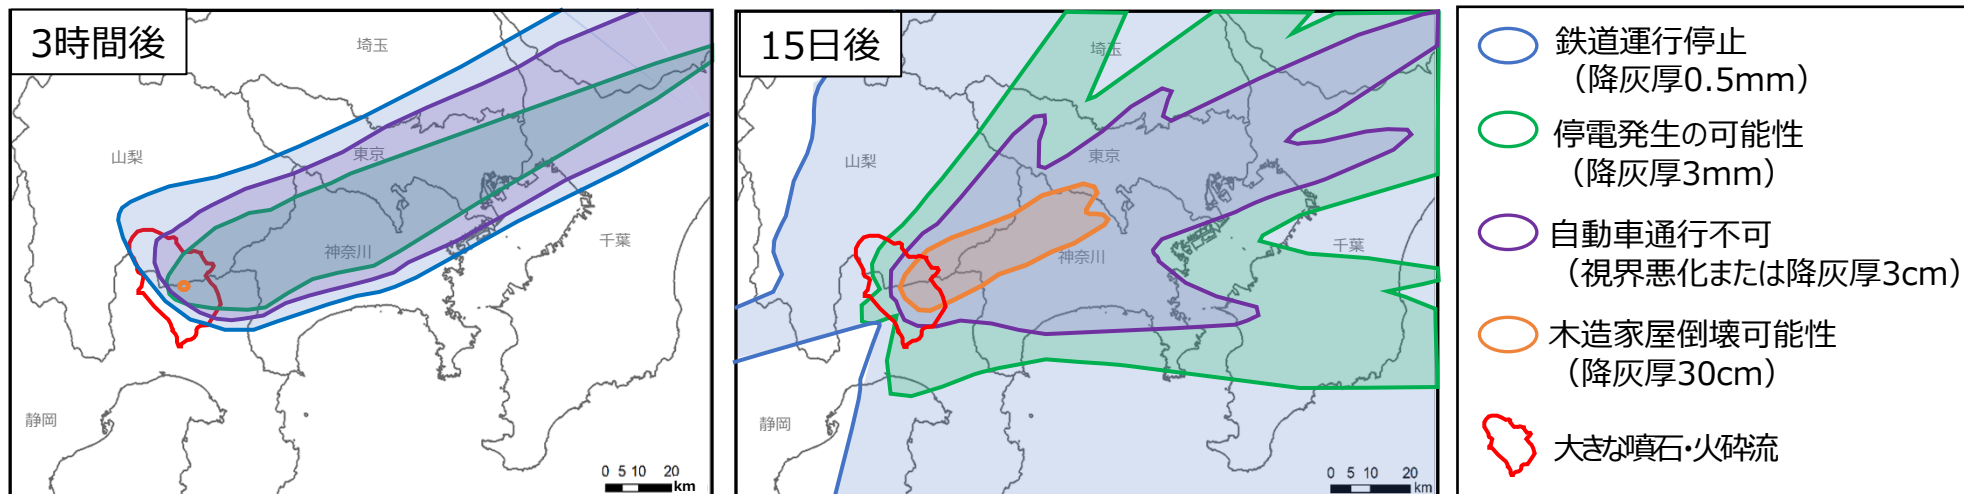 3時間後
埼玉
山梨
東京
神奈川
千葉
静岡
0 5 10 20
km
15日後
埼玉
山梨
東京
神奈川
千葉
静岡
0 5 10 20
km
鉄道運行停止
(降灰厚0.5mm)
停電発生の可能性
(降灰厚3mm)
自動車通行不可
(視界悪化または降灰厚3cm)
木造家屋倒壊可能性
(降灰厚30cm)
大きな噴石・火砕流